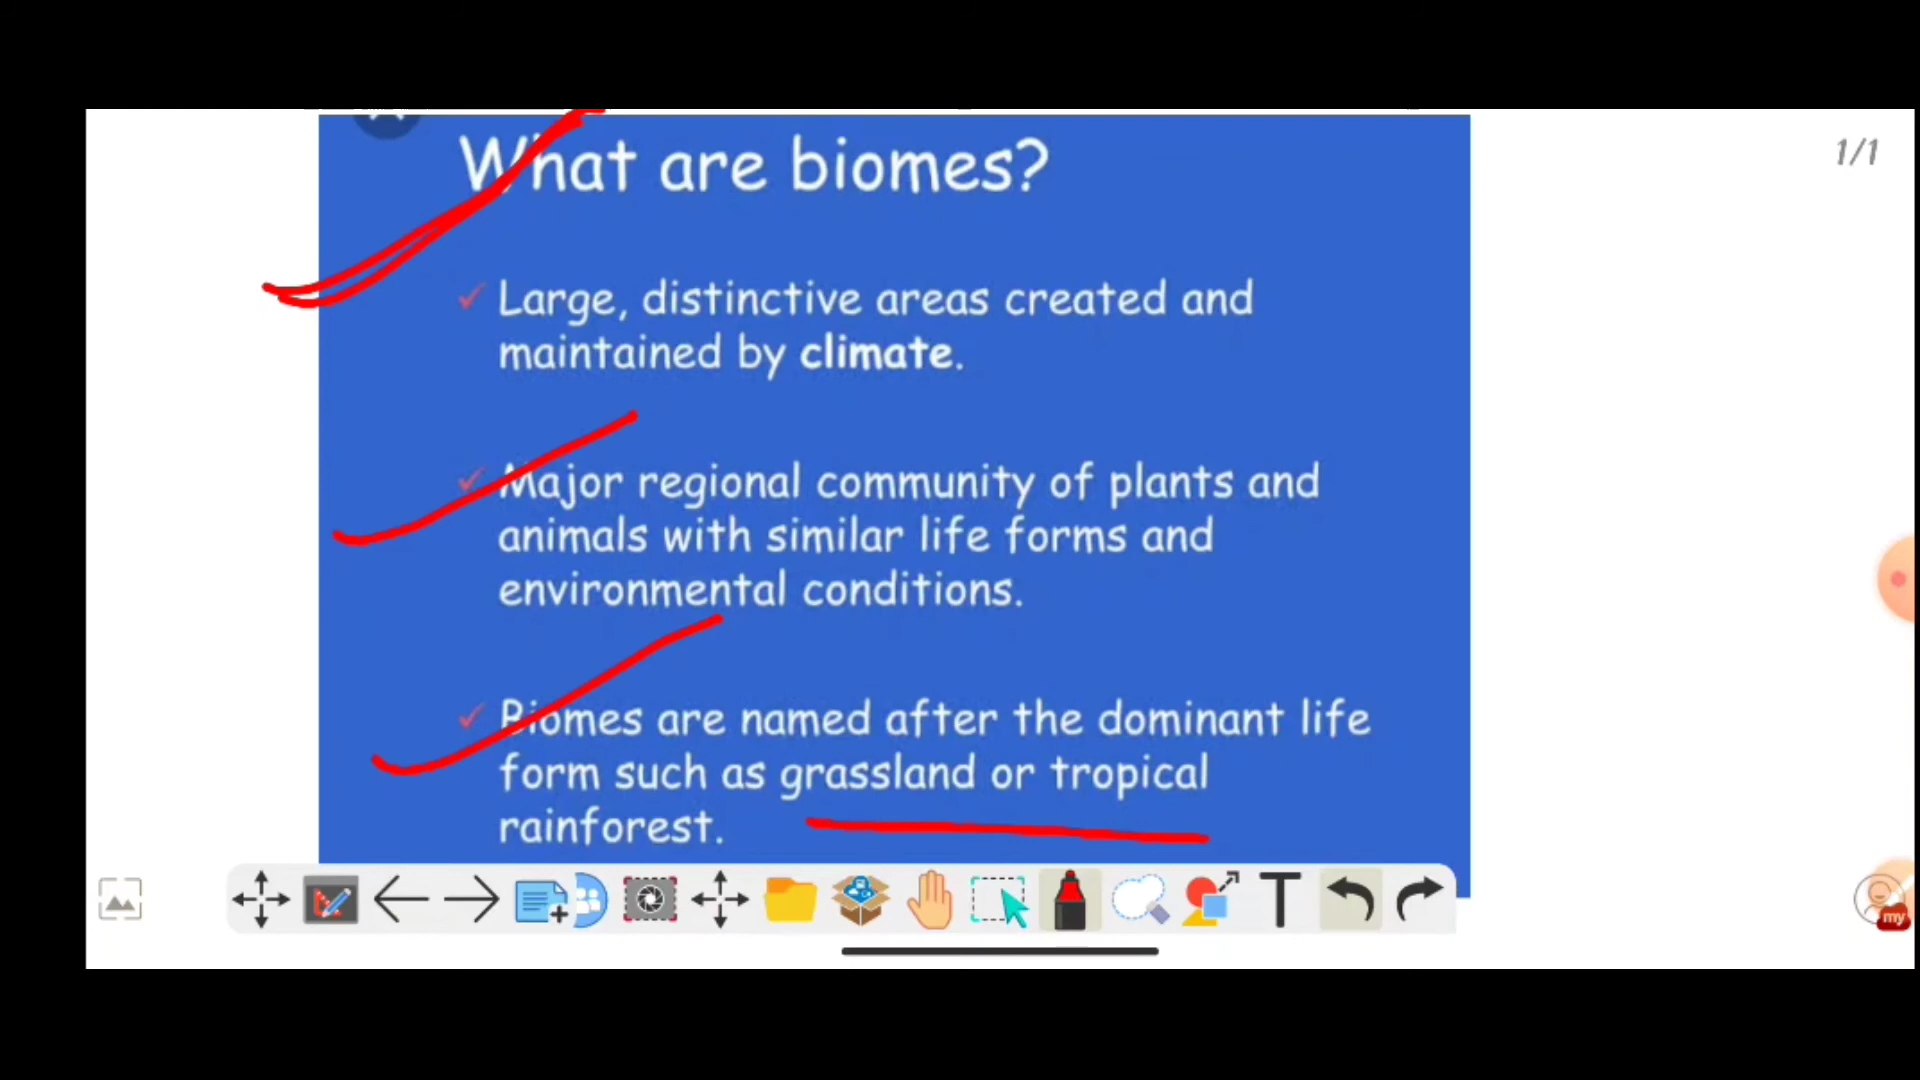 What are biomes?
1/1
Large, distinctive areas created and
maintained by climate.
Major regional community of plants and
animals with similar life forms and
environmental conditions.
Biomes are named after the dominant life
form such as grassland or tropical
rainforest.
T
my